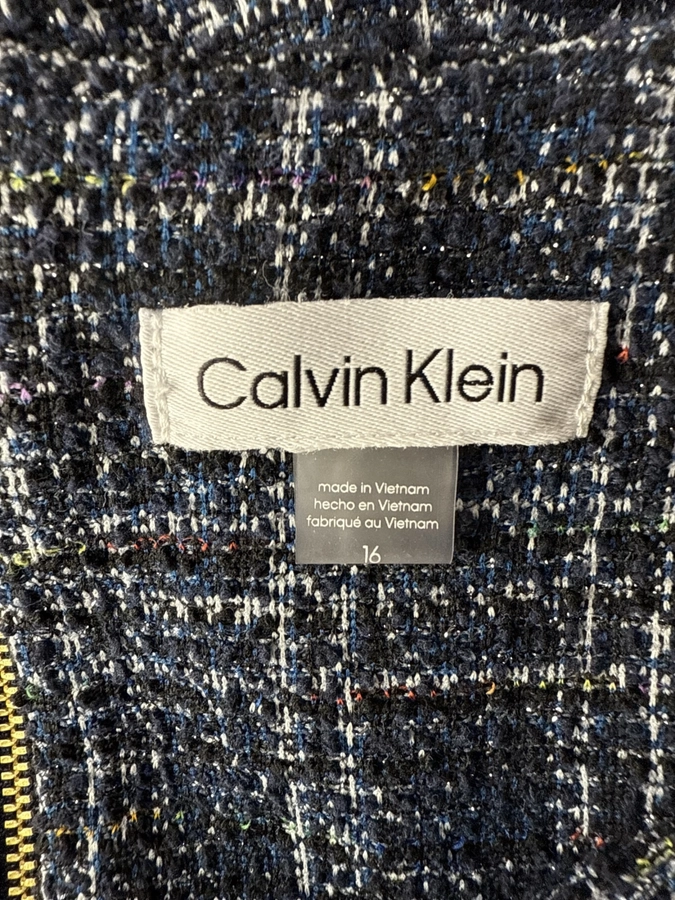 Calvin Klein
made in Vietnam
hecho en Vietnam
fabriqué au Vietnam
16